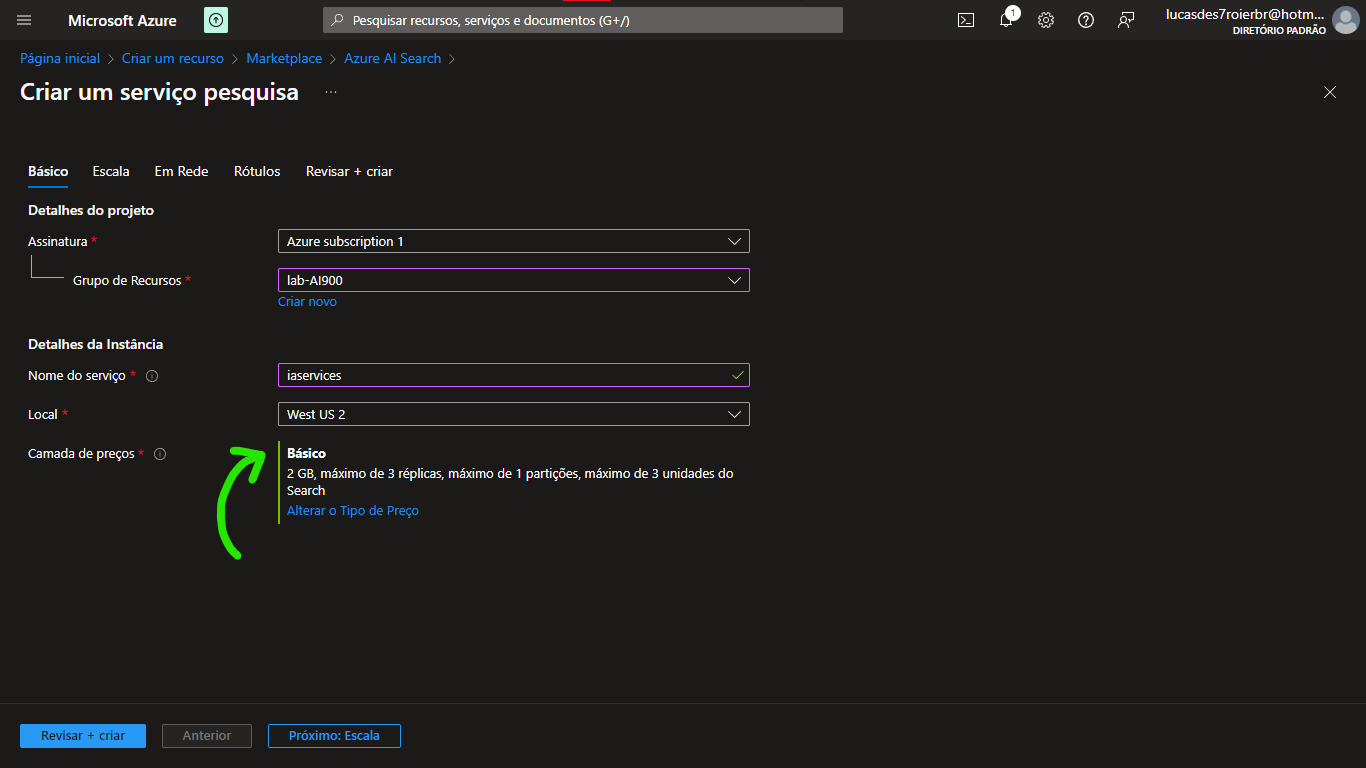 Microsoft Azure
Pesquisar recursos, serviços e documentos (G+/)
1
lucasdes7roierbr@hotm...
DIRETÓRIO PADRÃO
Página inicial > Criar um recurso > Marketplace > Azure AI Search >
Criar um serviço pesquisa ...
Básico Escala Em Rede Rótulos Revisar + criar
Detalhes do projeto
Assinatura * Azure subscription 1
Grupo de Recursos * lab-AI900
Criar novo
Detalhes da Instância
Nome do serviço * iaservices
Local * West US 2
Camada de preços * Básico
2 GB, máximo de 3 réplicas, máximo de 1 partições, máximo de 3 unidades do
Search
Alterar o Tipo de Preço
Revisar + criar Anterior Próximo: Escala